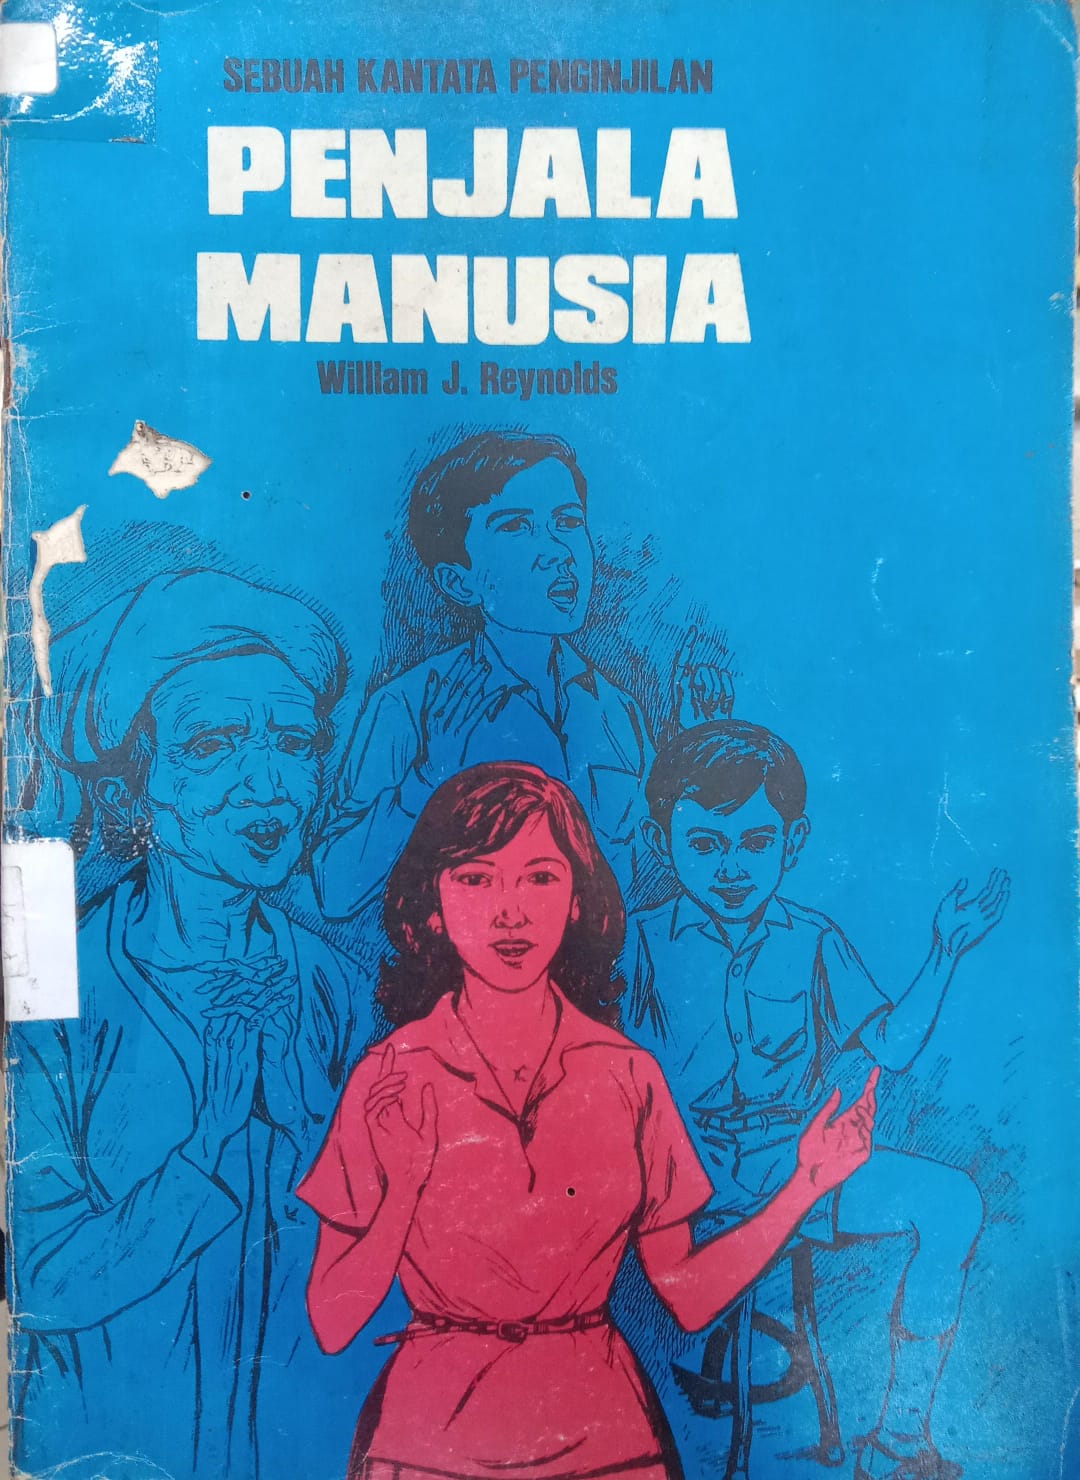 SEBUAH KANTATA PENGINJILAN
PENJALA
MANUSIA
William J. Reynolds